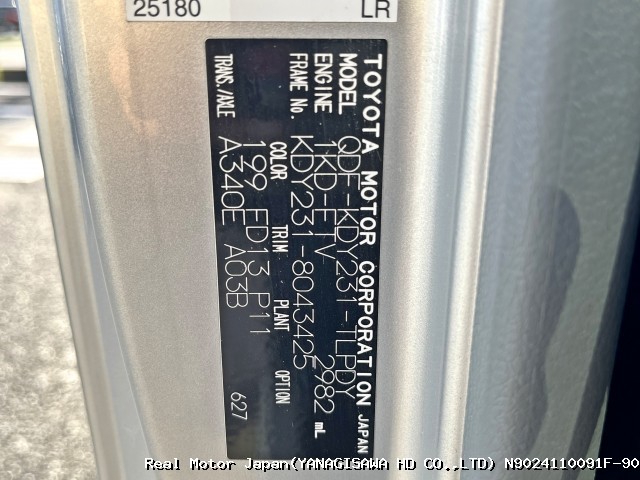 25180 LR
TOYOTA MOTOR CORPORATION JAPAN
MODEL QDF-KDY231-TLPDY
ENGINE 1KD-FTV 2982 mL
FRAME No. KDY231-8043425
COLOR TRIM PLANT OPTION
199 FD13 P11
TRANS./AXLE A340E A03B 627
Real Motor Japan(YANAGISAWA HD CO.,LTD) N9024110091F-90